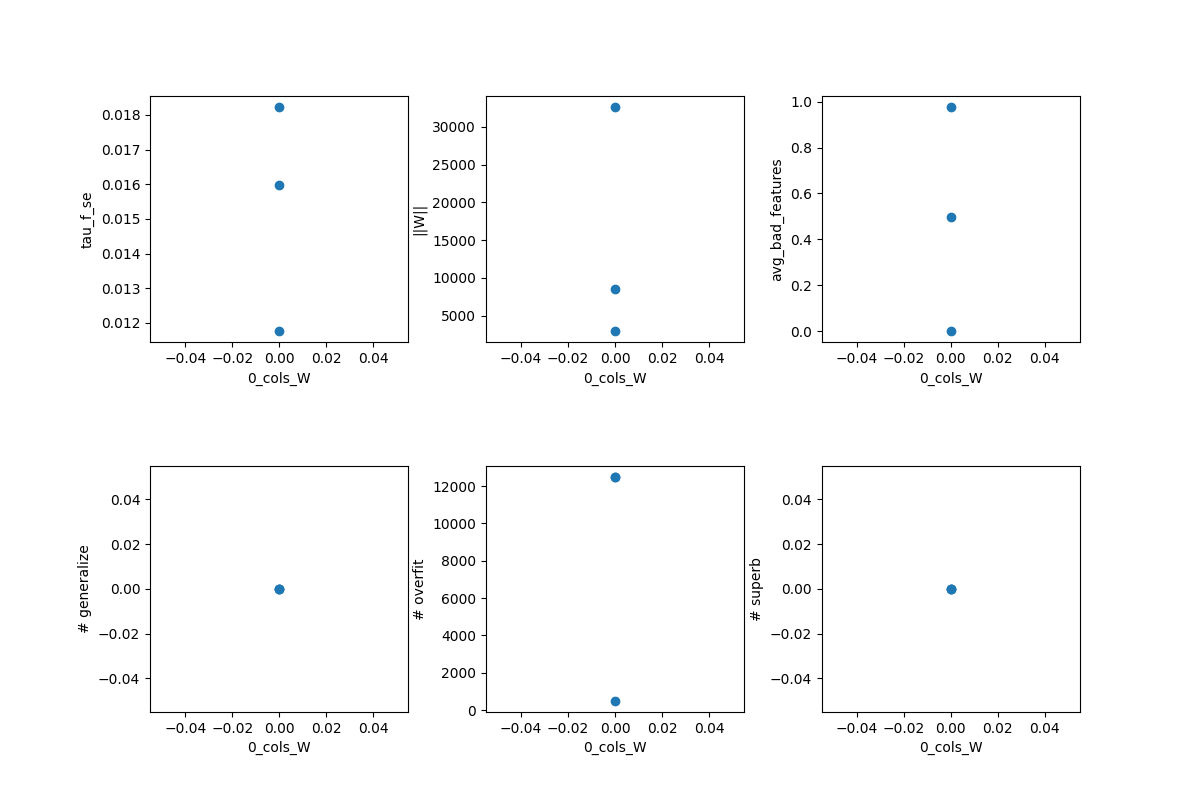 tau_f_se
0.018
0.017
0.016
0.015
0.014
0.013
0.012
−0.04 −0.02 0.00 0.02 0.04
0_cols_W
||W||
30000
25000
20000
15000
10000
5000
−0.04 −0.02 0.00 0.02 0.04
0_cols_W
avg_bad_features
1.0
0.8
0.6
0.4
0.2
0.0
−0.04 −0.02 0.00 0.02 0.04
0_cols_W
# generalize
0.04
0.02
0.00
−0.02
−0.04
−0.04 −0.02 0.00 0.02 0.04
0_cols_W
# overfit
12000
10000
8000
6000
4000
2000
0
−0.04 −0.02 0.00 0.02 0.04
0_cols_W
# superb
0.04
0.02
0.00
−0.02
−0.04
−0.04 −0.02 0.00 0.02 0.04
0_cols_W